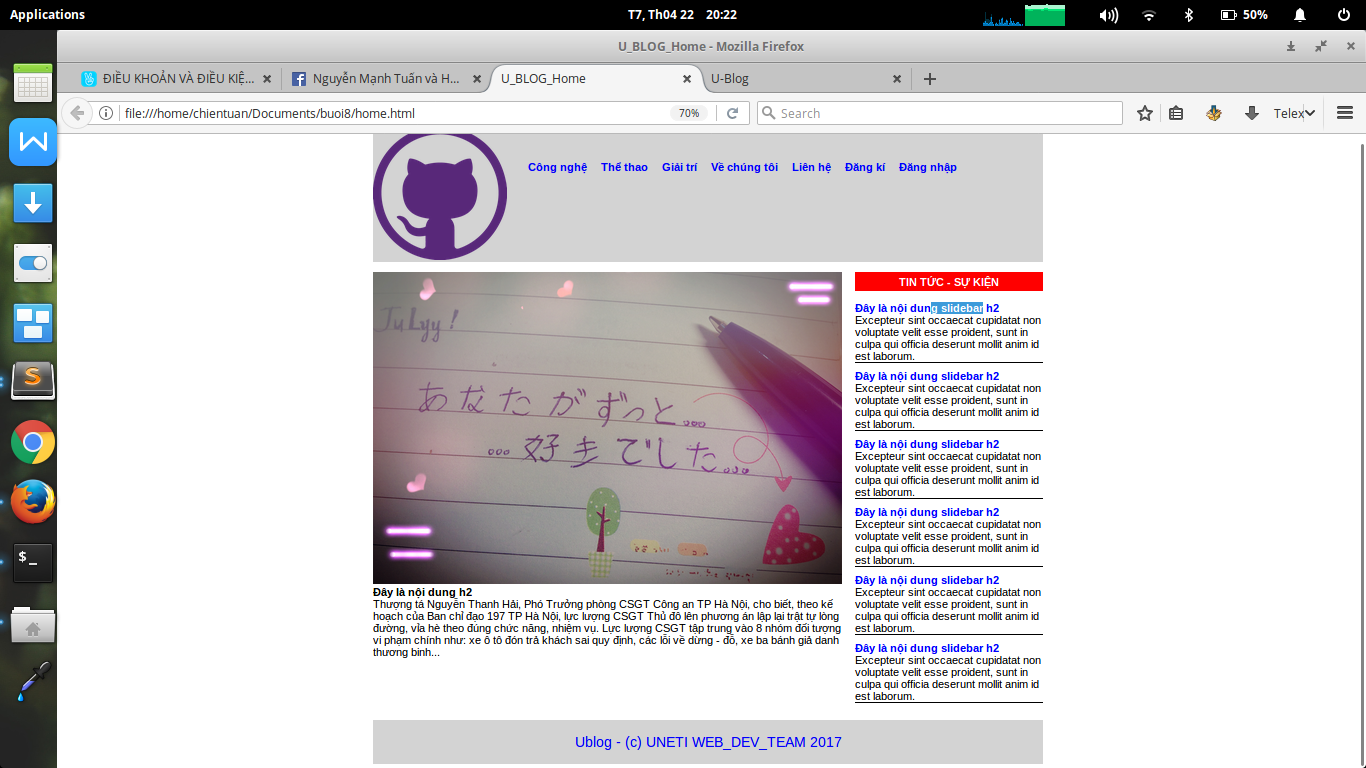 Applications
T7, Th04 22 20:22
50%
U_BLOG_Home - Mozilla Firefox
ĐIỀU KHOẢN VÀ ĐIỀU KIỆ...
Nguyễn Mạnh Tuấn và H...
U_BLOG_Home
U-Blog
file:///home/chientuan/Documents/buoi8/home.html
70%
Search
Telex
Công nghệ Thể thao Giải trí Về chúng tôi Liên hệ Đăng kí Đăng nhập
JuLyy !
あなたがずっと...
...好きでした...
Đây là nội dung h2
Thượng tá Nguyễn Thanh Hải, Phó Trưởng phòng CSGT Công an TP Hà Nội, cho biết, theo kế
hoạch của Ban chỉ đạo 197 TP Hà Nội, lực lượng CSGT Thủ đô lên phương án lập lại trật tự lòng
đường, vỉa hè theo đúng chức năng, nhiệm vụ. Lực lượng CSGT tập trung vào 8 nhóm đối tượng
vi phạm chính như: xe ô tô đón trả khách sai quy định, các lỗi về dừng - đỗ, xe ba bánh giả danh
thương binh...
TIN TỨC - SỰ KIỆN
Đây là nội dung slidebar h2
Excepteur sint occaecat cupidatat non
voluptate velit esse proident, sunt in
culpa qui officia deserunt mollit anim id
est laborum.
Đây là nội dung slidebar h2
Excepteur sint occaecat cupidatat non
voluptate velit esse proident, sunt in
culpa qui officia deserunt mollit anim id
est laborum.
Đây là nội dung slidebar h2
Excepteur sint occaecat cupidatat non
voluptate velit esse proident, sunt in
culpa qui officia deserunt mollit anim id
est laborum.
Đây là nội dung slidebar h2
Excepteur sint occaecat cupidatat non
voluptate velit esse proident, sunt in
culpa qui officia deserunt mollit anim id
est laborum.
Đây là nội dung slidebar h2
Excepteur sint occaecat cupidatat non
voluptate velit esse proident, sunt in
culpa qui officia deserunt mollit anim id
est laborum.
Đây là nội dung slidebar h2
Excepteur sint occaecat cupidatat non
voluptate velit esse proident, sunt in
culpa qui officia deserunt mollit anim id
est laborum.
Ublog - (c) UNETI WEB_DEV_TEAM 2017